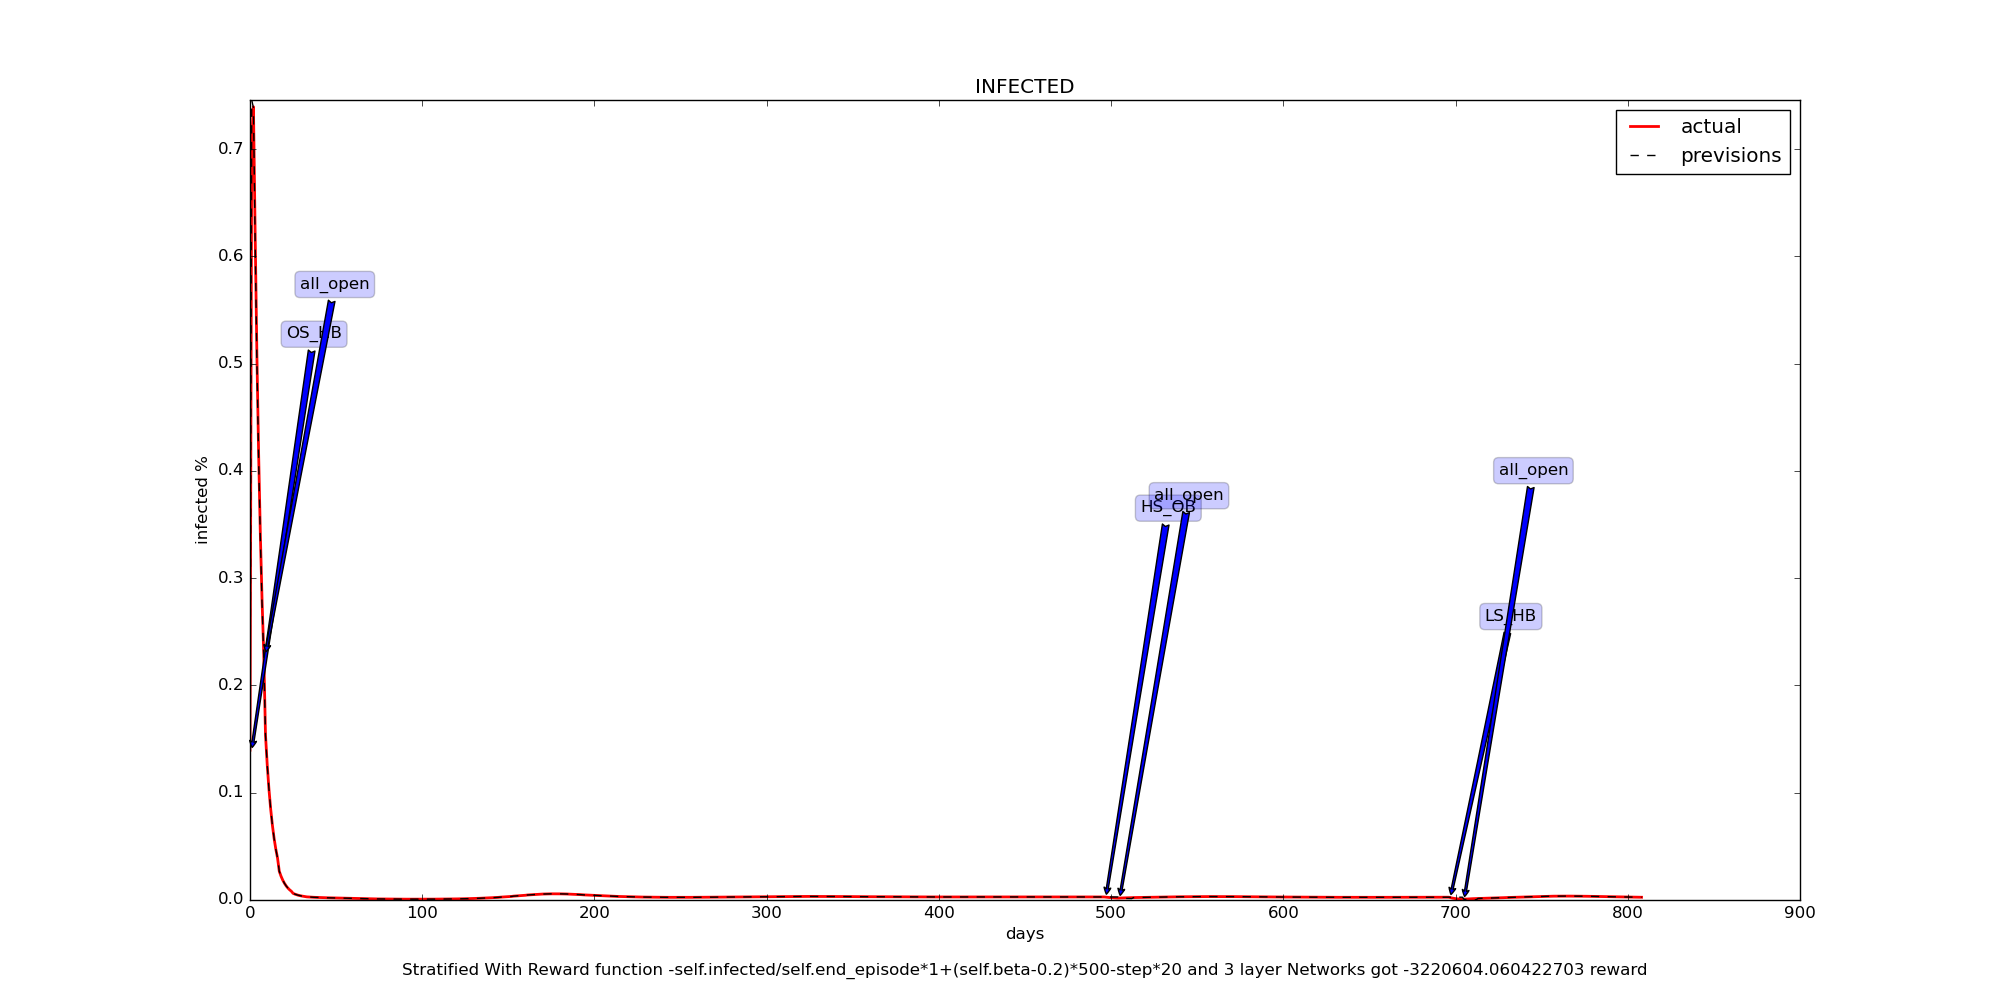 INFECTED
actual
previsions
0.7
0.6
0.5
0.4
0.3
0.2
0.1
0.0
infected %
all_open
all_open
all_open
HS_OB
0
100
200
300
400
500
600
700
800
900
days
Stratified With Reward function -self.infected/self.end_episode*1+(self.beta-0.2)*500-step*20 and 3 layer Networks got -3220604.060422703 reward